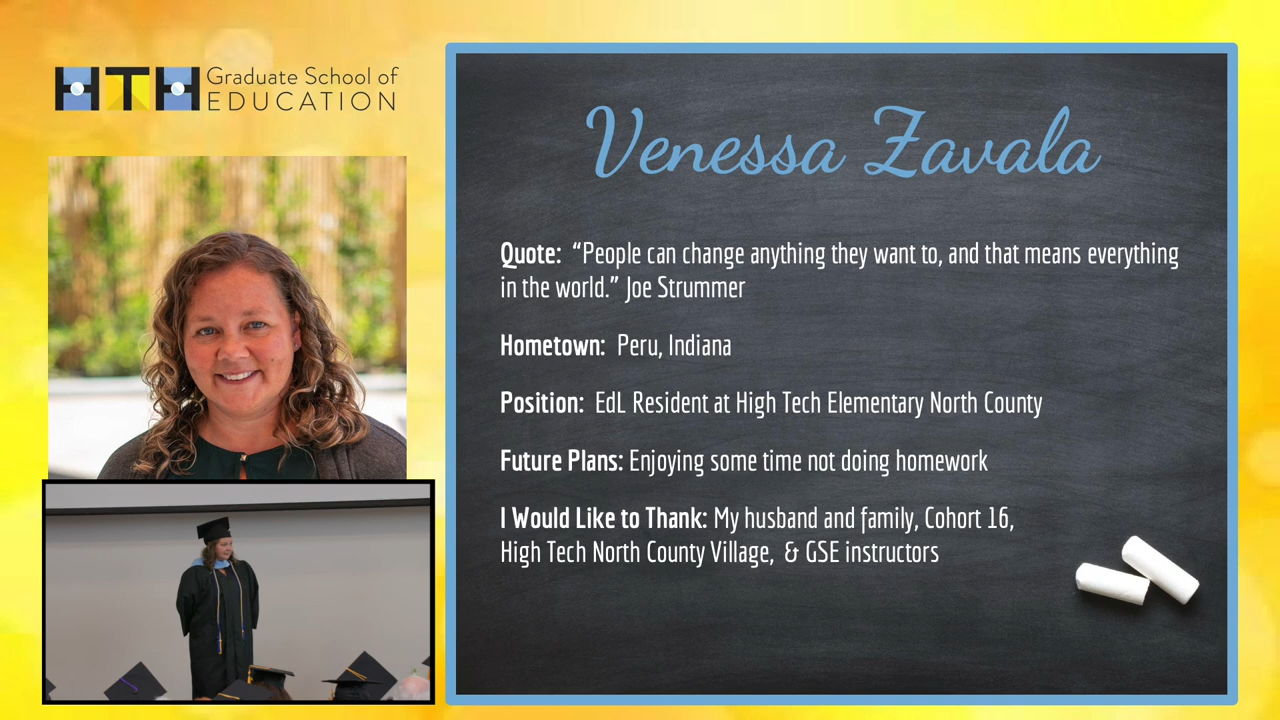 HTH Graduate School of
EDUCATION
Venessa Zavala
Quote: “People can change anything they want to, and that means everything
in the world.” Joe Strummer
Hometown: Peru, Indiana
Position: EdL Resident at High Tech Elementary North County
Future Plans: Enjoying some time not doing homework
I Would Like to Thank: My husband and family, Cohort 16,
High Tech North County Village, & GSE instructors